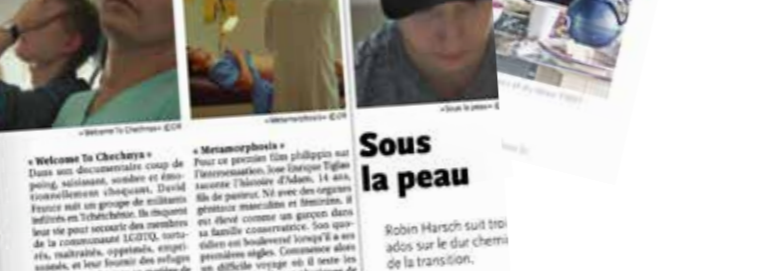 «Welcome To Chechnya» ©DR
« Welcome To Chechnya »
Dans son documentaire coup de
poing, saisissant, sombre et émo-
tionnellement choquant, David
France suit un groupe de militants
infiltrés en Tchétchénie. Ils risquent
leur vie pour secourir des membres
de la communauté LGBTQ, tortu-
rés, maltraités, opprimés, empri-
sonnés, et leur fournir des refuges
«Metamorphosis» ©DR
« Metamorphosis »
Pour ce premier film philippin sur
l'intersexuation, Jose Enrique Tiglao
raconte l'histoire d'Adam, 14 ans,
fils de pasteur. Né avec des organes
génitaux masculins et féminins, il
est élevé comme un garçon dans
sa famille conservatrice. Son quo-
tidien est bouleversé lorsqu'il a ses
premières règles. Commence alors
un difficile voyage où il teste les
«Sous la peau» ©
Sous
la peau
Robin Harsch suit troi
ados sur le dur chemi
de la transition.